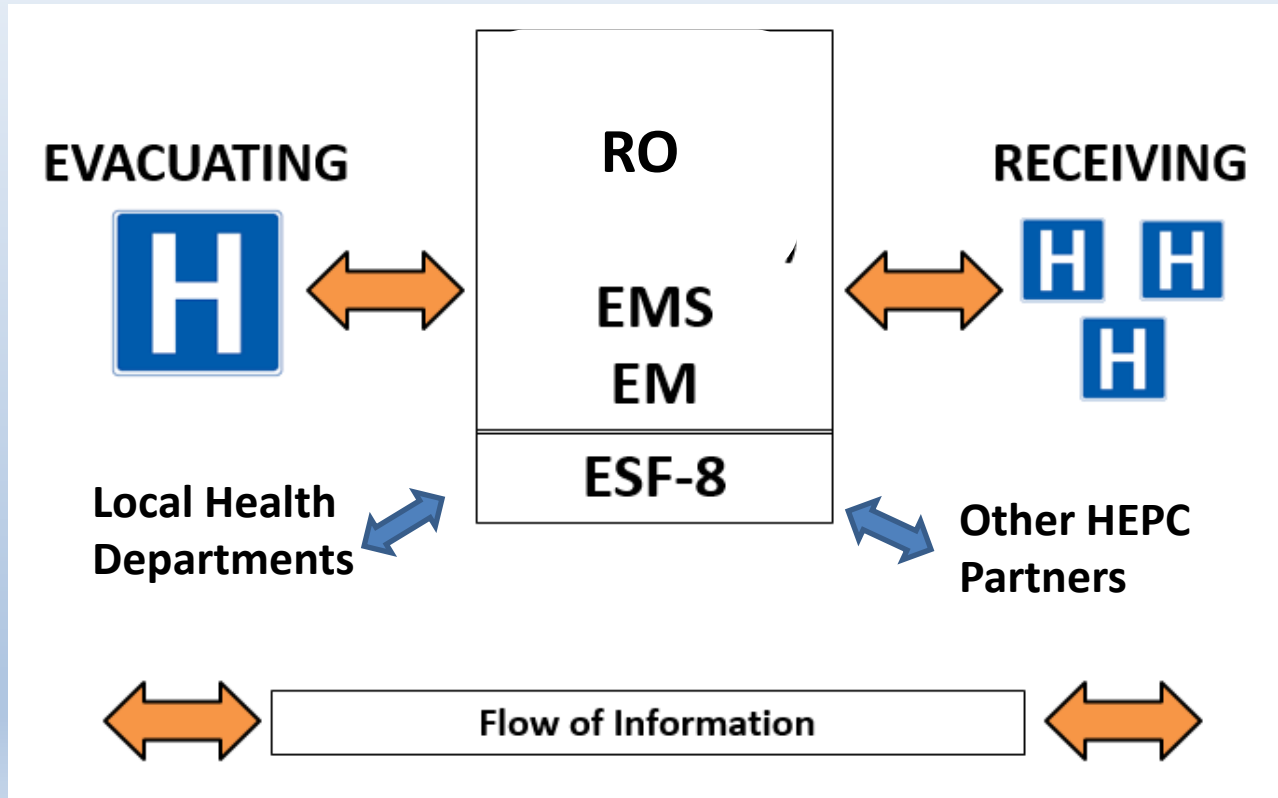 EVACUATING
H
RO
EMS
EM
ESF-8
RECEIVING
H H
H
Local Health
Departments
Other HEPC
Partners
Flow of Information